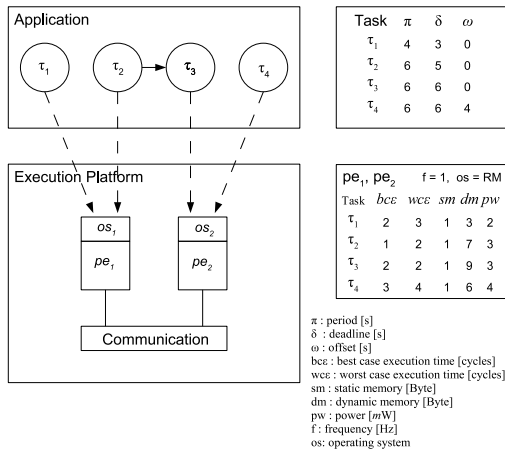 Application
τ1 τ2 τ3 τ4
Execution Platform
os1 os2
pe1 pe2
Communication
Task π δ ω
τ1 4 3 0
τ2 6 5 0
τ3 6 6 0
τ4 6 6 4
pe1, pe2 f = 1, os = RM
Task bcε wcε sm dm pw
τ1 2 3 1 3 2
τ2 1 2 1 7 3
τ3 2 2 1 9 3
τ4 3 4 1 6 4
π : period [s]
δ : deadline [s]
ω : offset [s]
bcε : best case execution time [cycles]
wcε : worst case execution time [cycles]
sm : static memory [Byte]
dm : dynamic memory [Byte]
pw : power [mW]
f : frequency [Hz]
os: operating system